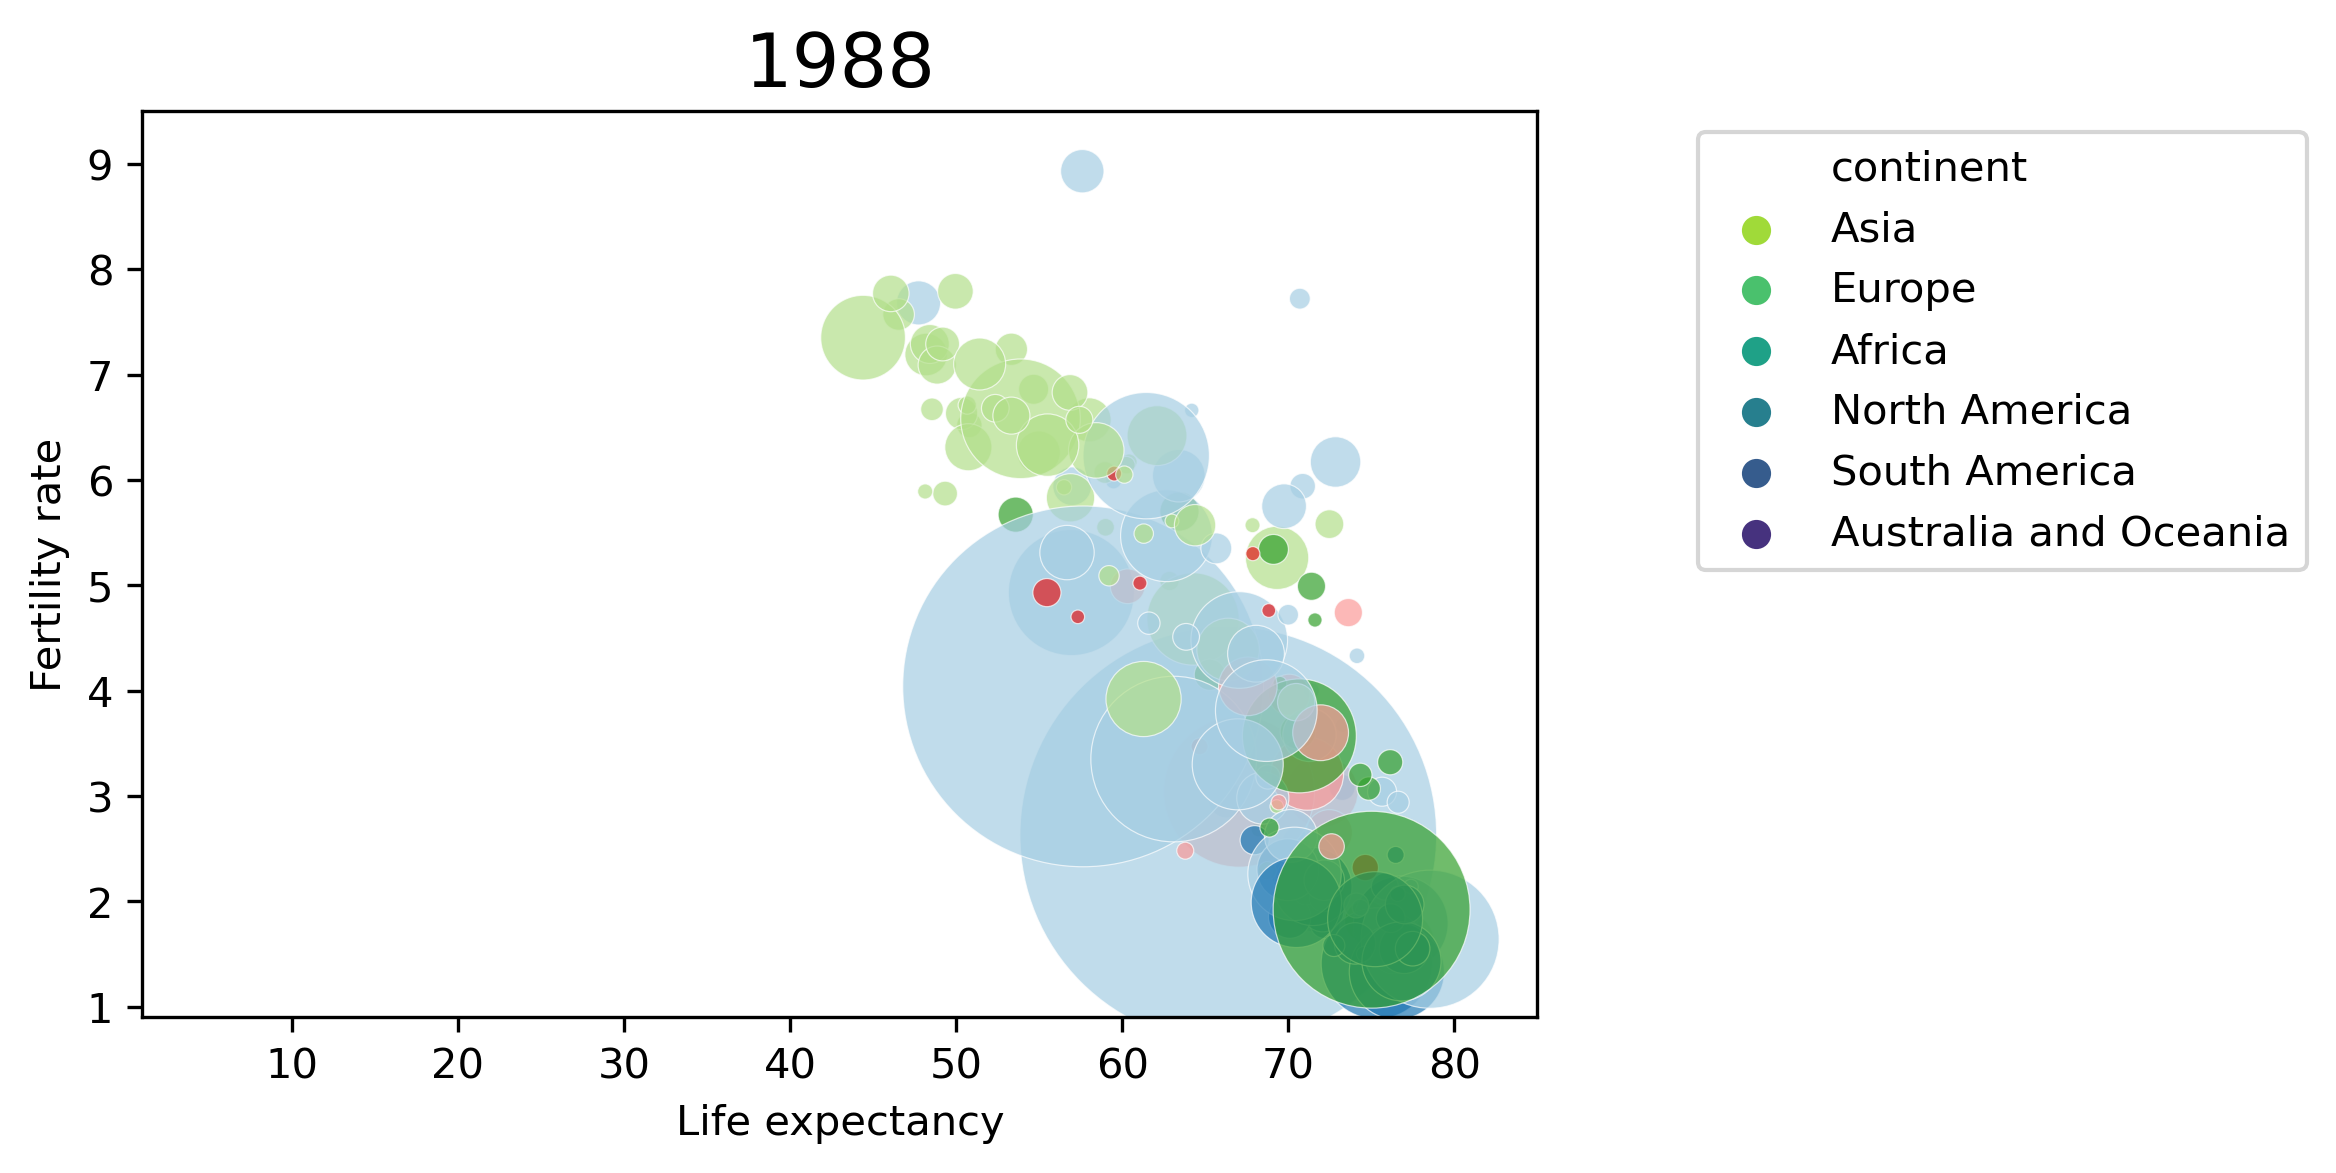 1988
9
8
7
6
5
4
3
2
1
Fertility rate
10 20 30 40 50 60 70 80
Life expectancy
continent
Asia
Europe
Africa
North America
South America
Australia and Oceania